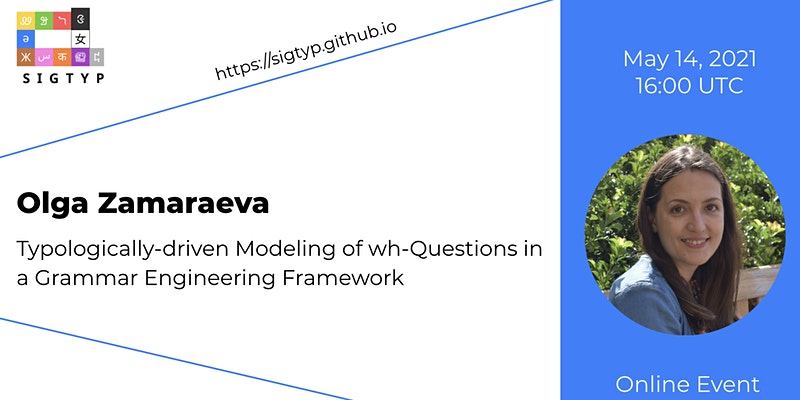 SIGTYP
https://sigtyp.github.io
Olga Zamaraeva
Typologically-driven Modeling of wh-Questions in
a Grammar Engineering Framework
May 14, 2021
16:00 UTC
Online Event